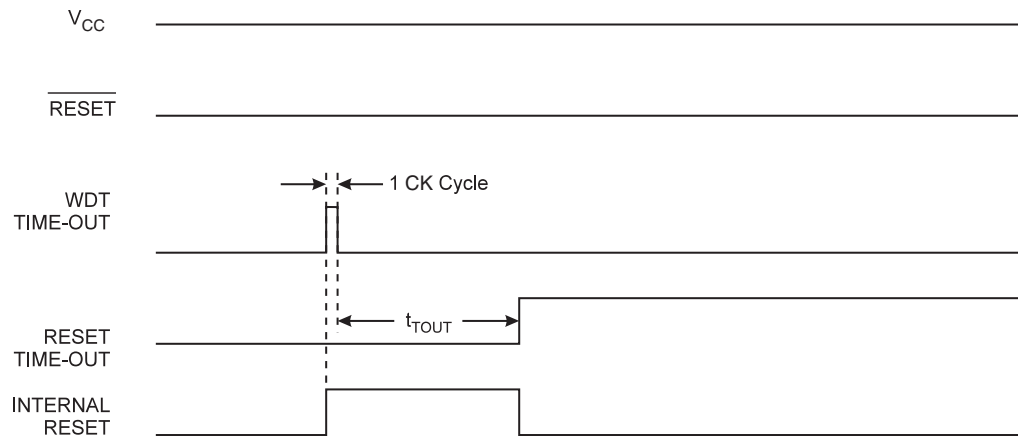 VCC
RESET
1 CK Cycle
WDT
TIME-OUT
tTOUT
RESET
TIME-OUT
INTERNAL
RESET